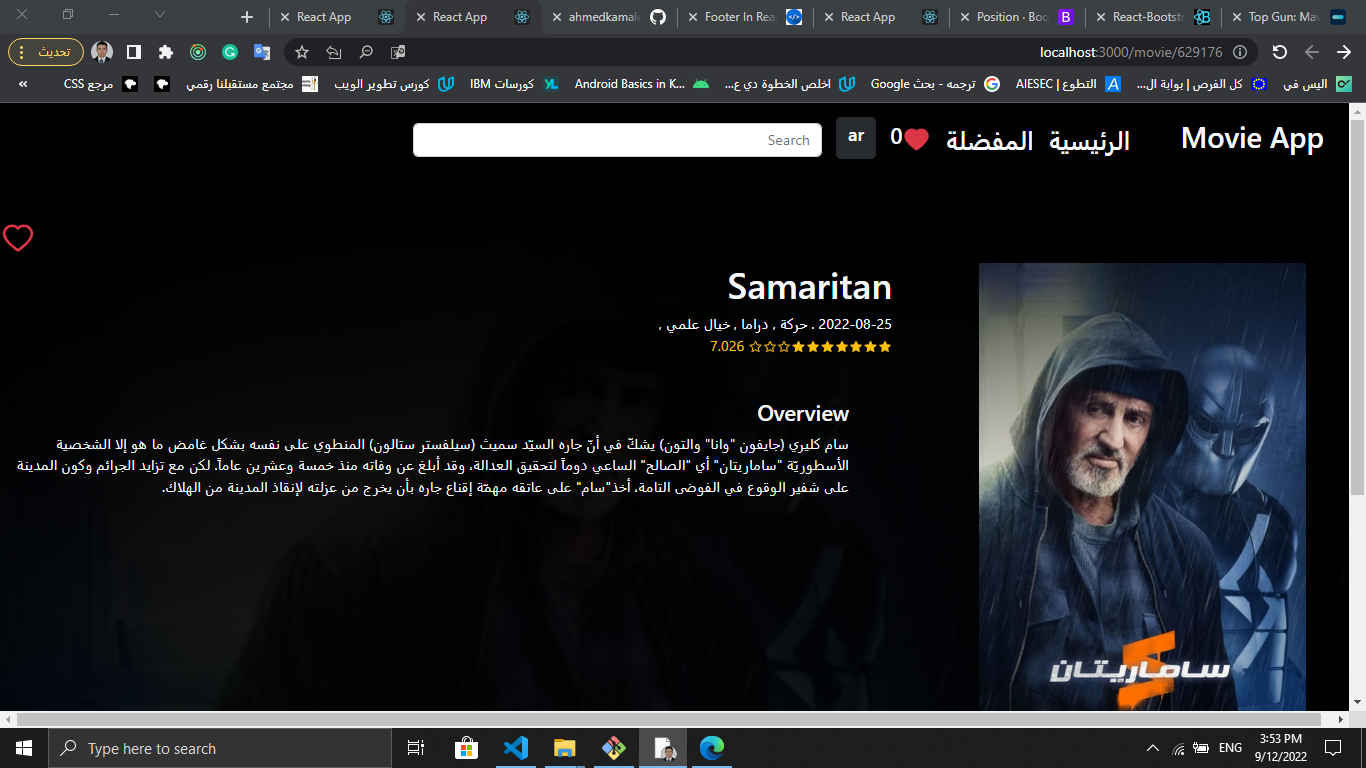 React App
React App
ahmedkamal
Footer In Rea
React App
Position · Boo
React-Bootst
Top Gun: Mav
تحديث
localhost:3000/movie/629176
اليس في
كل الفرص | بوابة ال...
التطوع | AIESEC
ترجمه - بحث Google
اخلص الخطوة دي ع...
Android Basics in K...
كورسات IBM
كورس تطوير الويب
مجتمع مستقبلنا رقمي
مرجع CSS
»
Movie App
الرئيسية
المفضلة
0
ar
Search
Samaritan
2022-08-25 . حركة , دراما , خيال علمي ,
7.026
Overview
سام كليري (جايفون "وانا" والتون) يشكّ في أنّ جاره السيّد سميث (سيلفستر ستالون) المنطوي على نفسه بشكل غامض ما هو إلا الشخصية
الأسطوريّة "ساماريتان" أي "الصالح" الساعي دوماً لتحقيق العدالة، وقد أبلغ عن وفاته منذ خمسة وعشرين عاماً. لكن مع تزايد الجرائم وكون المدينة
على شفير الوقوع في الفوضى التامة، أخذ"سام" على عاتقه مهمّة إقناع جاره بأن يخرج من عزلته لإنقاذ المدينة من الهلاك.
ساماريتان
Type here to search
ENG
3:53 PM
9/12/2022